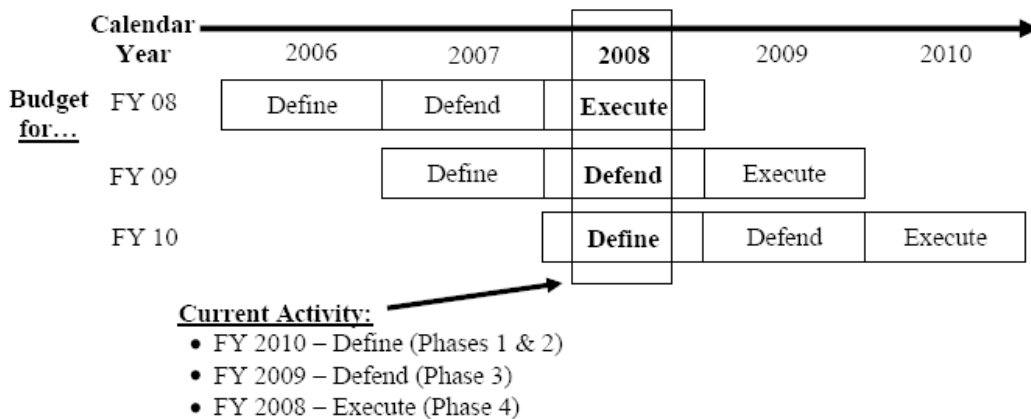 Calendar
Year 2006 2007 2008 2009 2010
Budget for… FY 08 Define Defend Execute
FY 09 Define Defend Execute
FY 10 Define Defend Execute
Current Activity:
• FY 2010 – Define (Phases 1 & 2)
• FY 2009 – Defend (Phase 3)
• FY 2008 – Execute (Phase 4)